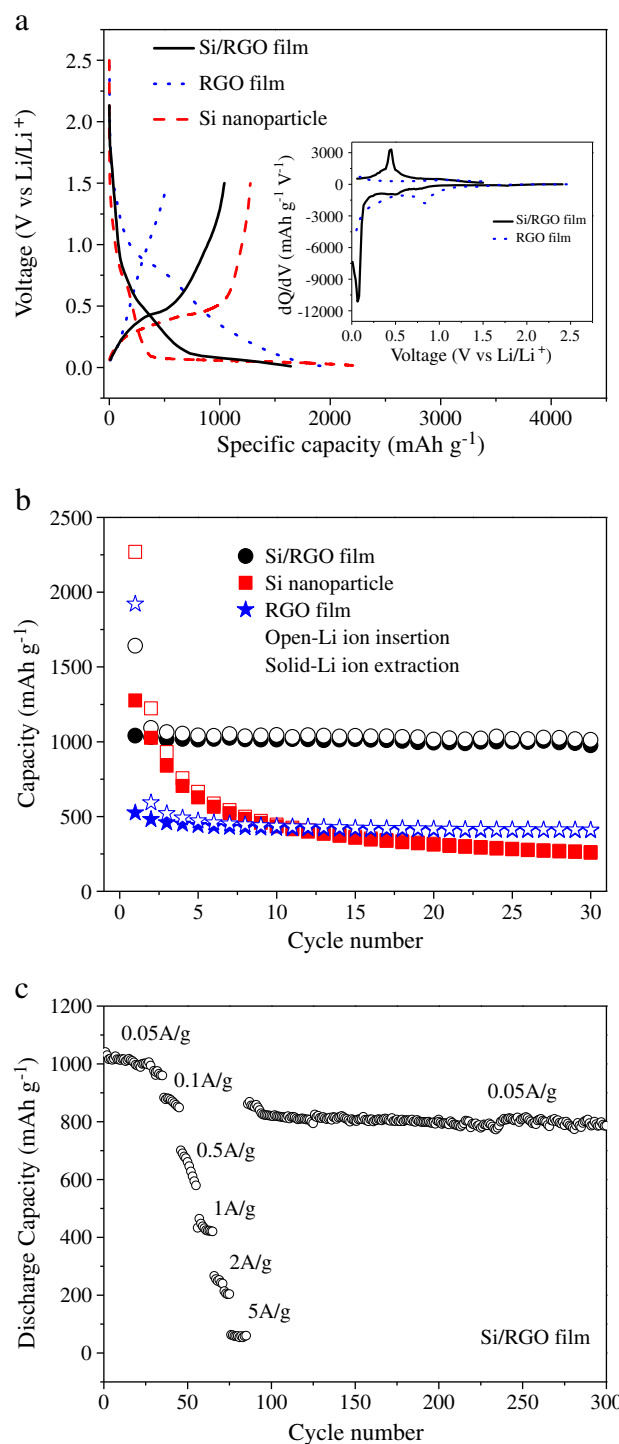 a
Si/RGO film
RGO film
Si nanoparticle
2.5
2.0
1.5
1.0
0.5
0.0
Voltage (V vs Li/Li+)
0
1000
2000
3000
4000
Specific capacity (mAh g-1)
3000
0
-3000
-6000
-9000
-12000
dQ/dV (mAh g-1 V-1)
Si/RGO film
RGO film
0.0
0.5
1.0
1.5
2.0
2.5
Voltage (V vs Li/Li+)
b
2500
2000
1500
1000
500
0
Capacity (mAh g-1)
Si/RGO film
Si nanoparticle
RGO film
Open-Li ion insertion
Solid-Li ion extraction
0
5
10
15
20
25
30
Cycle number
c
1200
1000
800
600
400
200
0
Discharge Capacity (mAh g-1)
0.05A/g
0.1A/g
0.5A/g
1A/g
2A/g
5A/g
0.05A/g
Si/RGO film
0
50
100
150
200
250
300
Cycle number